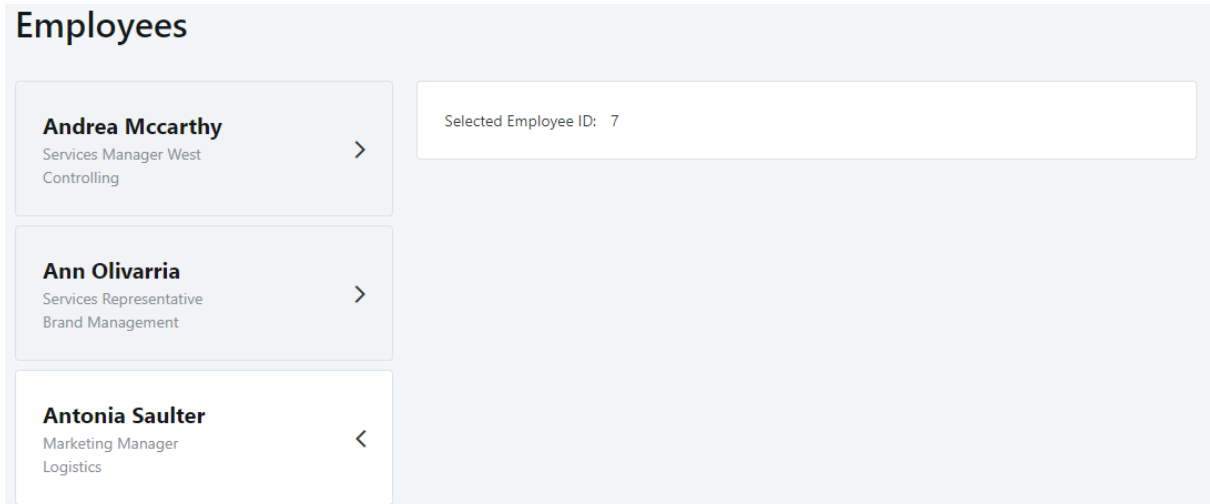 Employees
Andrea Mccarthy
Services Manager West
Controlling
Selected Employee ID: 7
Ann Olivarria
Services Representative
Brand Management
Antonia Saulter
Marketing Manager
Logistics